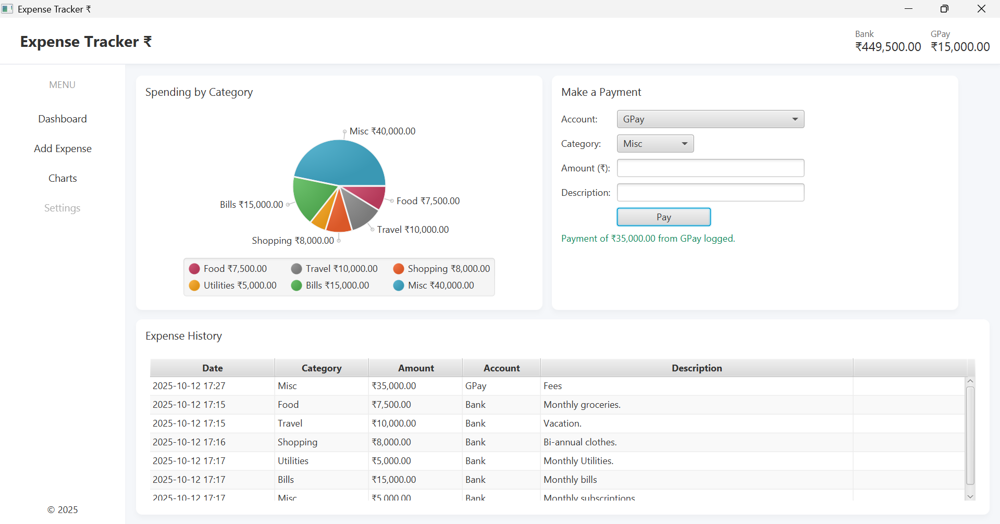 Expense Tracker ₹
Expense Tracker ₹
Bank GPay
₹449,500.00 ₹15,000.00
MENU
Dashboard
Add Expense
Charts
Settings
© 2025
Spending by Category
Misc ₹40,000.00
Food ₹7,500.00
Bills ₹15,000.00
Travel ₹10,000.00
Shopping ₹8,000.00
Food ₹7,500.00 Travel ₹10,000.00 Shopping ₹8,000.00
Utilities ₹5,000.00 Bills ₹15,000.00 Misc ₹40,000.00
Make a Payment
Account: GPay
Category: Misc
Amount (₹):
Description:
Pay
Payment of ₹35,000.00 from GPay logged.
Expense History
Date Category Amount Account Description
2025-10-12 17:27 Misc ₹35,000.00 GPay Fees
2025-10-12 17:15 Food ₹7,500.00 Bank Monthly groceries.
2025-10-12 17:15 Travel ₹10,000.00 Bank Vacation.
2025-10-12 17:16 Shopping ₹8,000.00 Bank Bi-annual clothes.
2025-10-12 17:17 Utilities ₹5,000.00 Bank Monthly Utilities.
2025-10-12 17:17 Bills ₹15,000.00 Bank Monthly bills
2025-10-12 17:17 Misc ₹5,000.00 Bank Monthly subscriptions